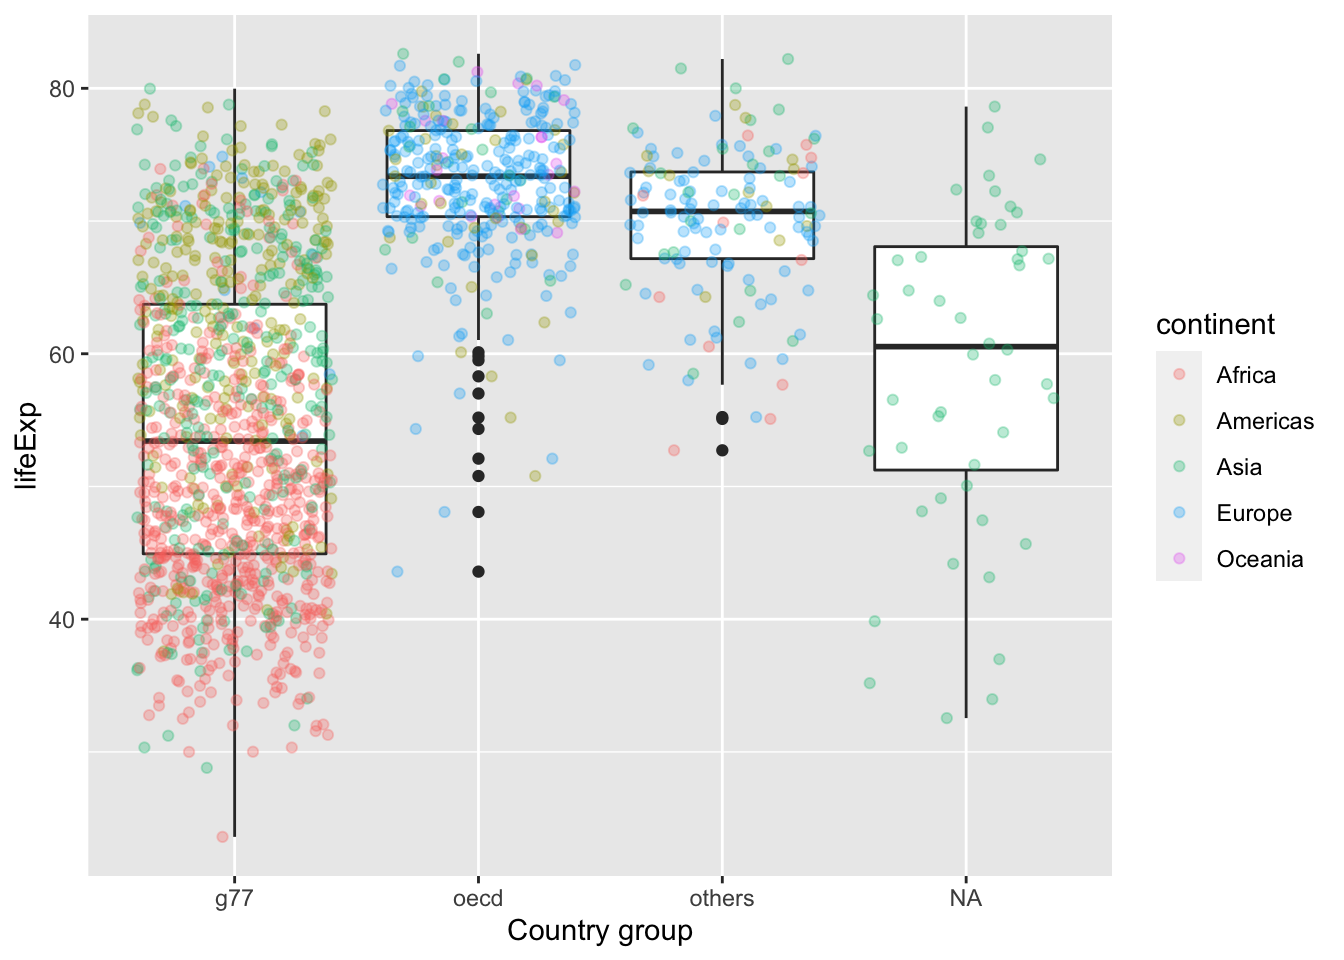 lifeExp
80
60
40
g77
oecd
others
NA
Country group
continent
Africa
Americas
Asia
Europe
Oceania